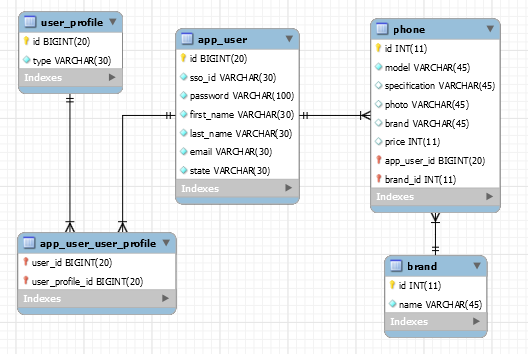 user_profile
id BIGINT(20)
type VARCHAR(30)
Indexes
app_user
id BIGINT(20)
sso_id VARCHAR(30)
password VARCHAR(100)
first_name VARCHAR(30)
last_name VARCHAR(30)
email VARCHAR(30)
state VARCHAR(30)
Indexes
phone
id INT(11)
model VARCHAR(45)
specification VARCHAR(45)
photo VARCHAR(45)
brand VARCHAR(45)
price INT(11)
app_user_id BIGINT(20)
brand_id INT(11)
Indexes
app_user_user_profile
user_id BIGINT(20)
user_profile_id BIGINT(20)
Indexes
brand
id INT(11)
name VARCHAR(45)
Indexes